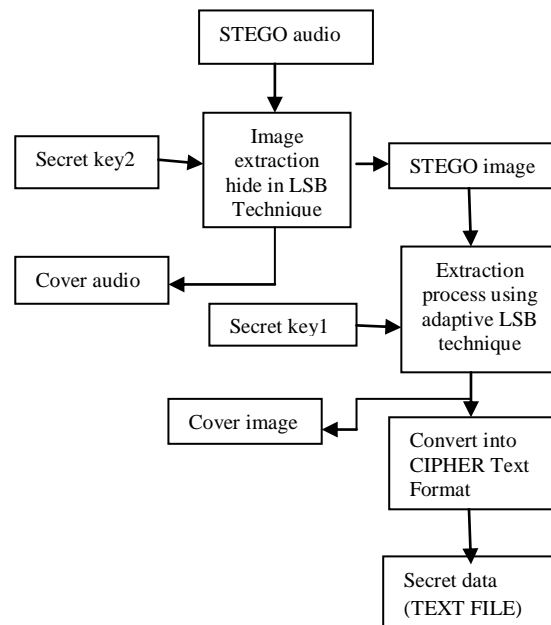 STEGO audio
Secret key2
Image
extraction
hide in LSB
Technique
STEGO image
Cover audio
Extraction
process using
adaptive LSB
technique
Secret key1
Cover image
Convert into
CIPHER Text
Format
Secret data
(TEXT FILE)